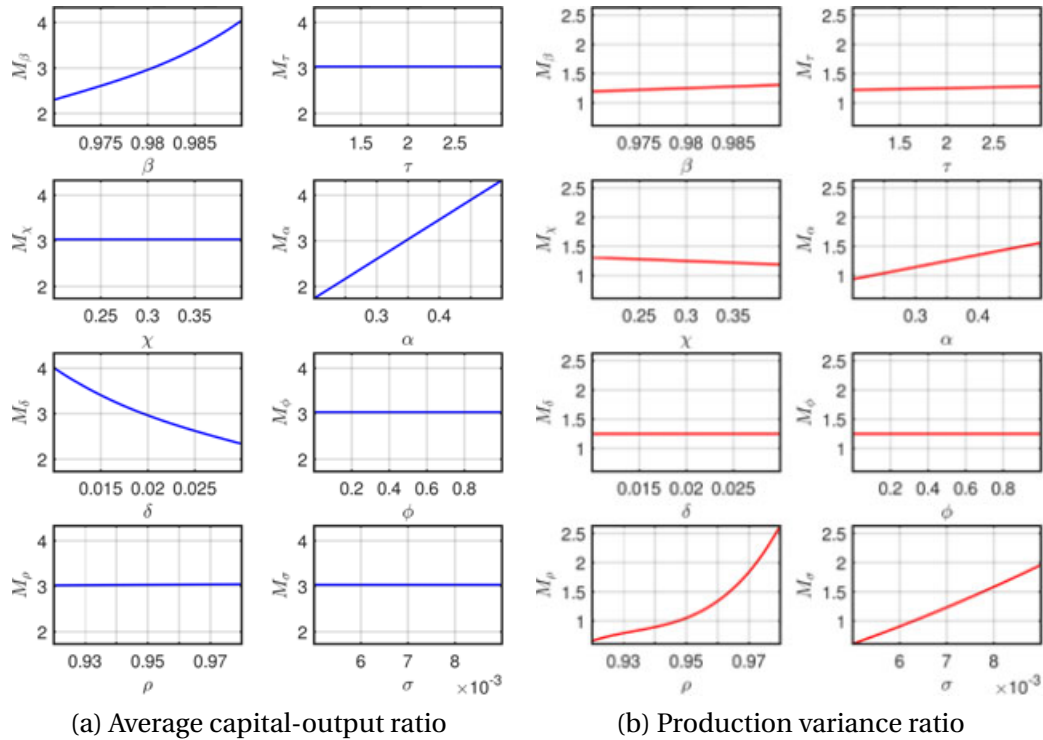 4 3 2 M_β 0.975 0.98 0.985 β
4 3 2 M_τ 1.5 2 2.5 τ
4 3 2 M_χ 0.25 0.3 0.35 χ
4 3 2 M_α 0.3 0.4 α
4 3 2 M_δ 0.015 0.02 0.025 δ
4 3 2 M_ϕ 0.2 0.4 0.6 0.8 ϕ
4 3 2 M_ρ 0.93 0.95 0.97 ρ
4 3 2 M_σ 6 7 8 ×10⁻³ σ
(a) Average capital-output ratio
2.5 2 1.5 1 M_β 0.975 0.98 0.985 β
2.5 2 1.5 1 M_τ 1.5 2 2.5 τ
2.5 2 1.5 1 M_χ 0.25 0.3 0.35 χ
2.5 2 1.5 1 M_α 0.3 0.4 α
2.5 2 1.5 1 M_δ 0.015 0.02 0.025 δ
2.5 2 1.5 1 M_ϕ 0.2 0.4 0.6 0.8 ϕ
2.5 2 1.5 1 M_ρ 0.93 0.95 0.97 ρ
2.5 2 1.5 1 M_σ 6 7 8 ×10⁻³ σ
(b) Production variance ratio